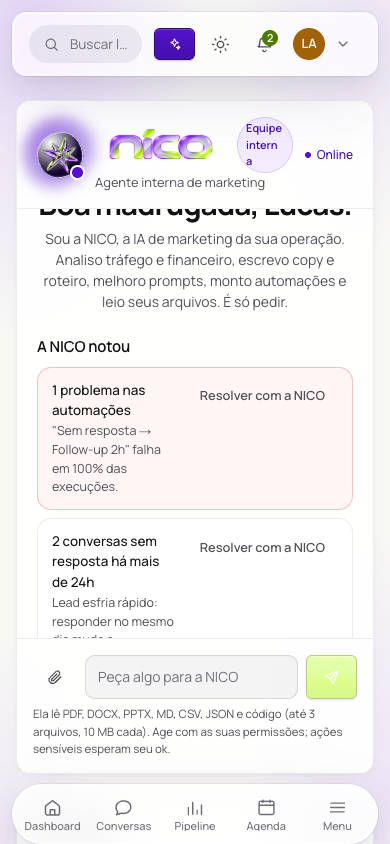 Buscar l...
2
LA
nico
Equipe
intern
a
Online
Agente interna de marketing
Boa madrugada, Lucas!
Sou a NICO, a IA de marketing da sua operação.
Analiso tráfego e financeiro, escrevo copy e
roteiro, melhoro prompts, monto automações e
leio seus arquivos. É só pedir.
A NICO notou
1 problema nas
automações
Resolver com a NICO
"Sem resposta →
Follow-up 2h" falha
em 100% das
execuções.
2 conversas sem
resposta há mais
de 24h
Resolver com a NICO
Lead esfria rápido:
responder no mesmo
Peça algo para a NICO
Ela lê PDF, DOCX, PPTX, MD, CSV, JSON e código (até 3
arquivos, 10 MB cada). Age com as suas permissões; ações
sensíveis esperam seu ok.
Dashboard
Conversas
Pipeline
Agenda
Menu